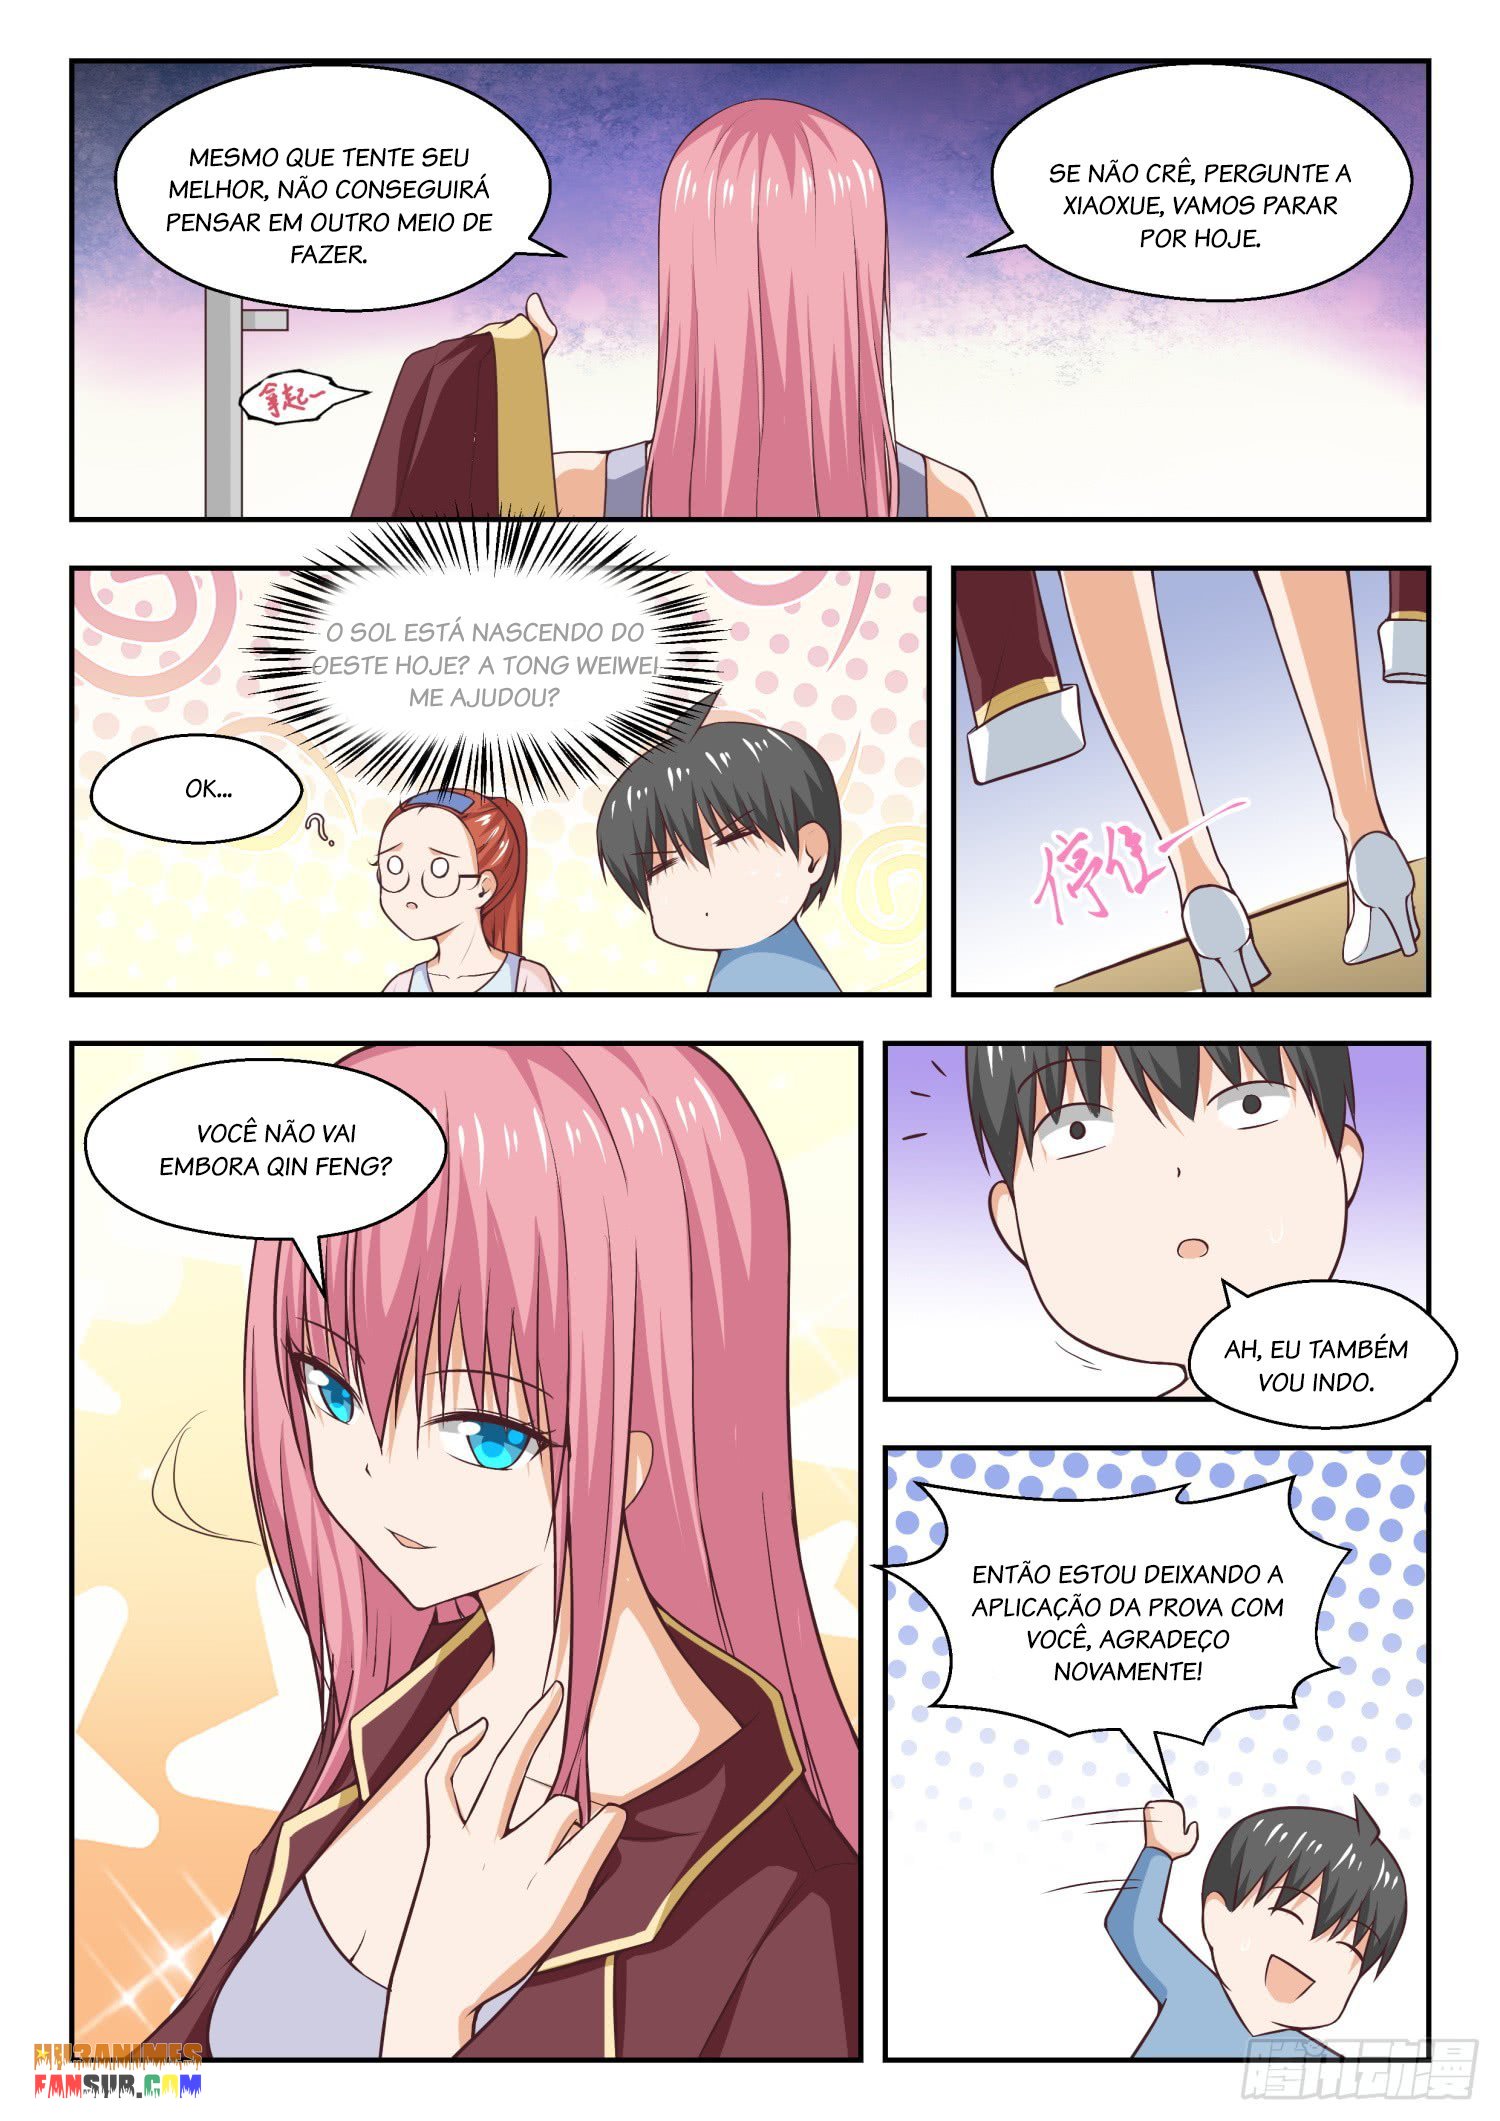 MESMO QUE TENTE SEU
MELHOR, NÃO CONSEGUIRÁ
PENSAR EM OUTRO MEIO DE
FAZER.
SE NÃO CRÊ, PERGUNTE A
XIAOXUE, VAMOS PARAR
POR HOJE.
拿起一
O SOL ESTÁ NASCENDO DO
OESTE HOJE? A TONG WEIWEI
ME AJUDOU?
OK...
?
停住一
VOCÊ NÃO VAI
EMBORA QIN FENG?
AH, EU TAMBÉM
VOU INDO.
ENTÃO ESTOU DEIXANDO A
APLICAÇÃO DA PROVA COM
VOCÊ, AGRADEÇO
NOVAMENTE!
HU3ANIMES
FANSUB.COM
腾讯动漫